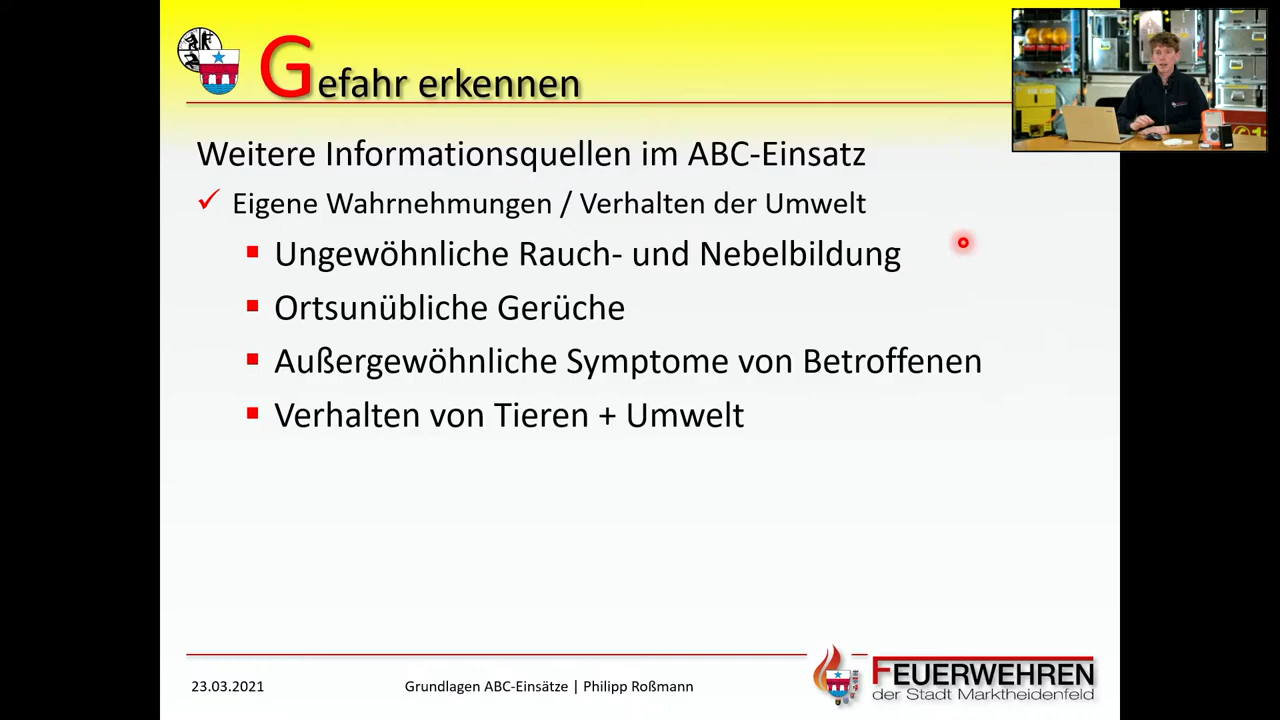 Gefahr erkennen
Weitere Informationsquellen im ABC-Einsatz
Eigene Wahrnehmungen / Verhalten der Umwelt
Ungewöhnliche Rauch- und Nebelbildung
Ortsunübliche Gerüche
Außergewöhnliche Symptome von Betroffenen
Verhalten von Tieren + Umwelt
23.03.2021
Grundlagen ABC-Einsätze | Philipp Roßmann
FEUERWEHREN
der Stadt Marktheidenfeld